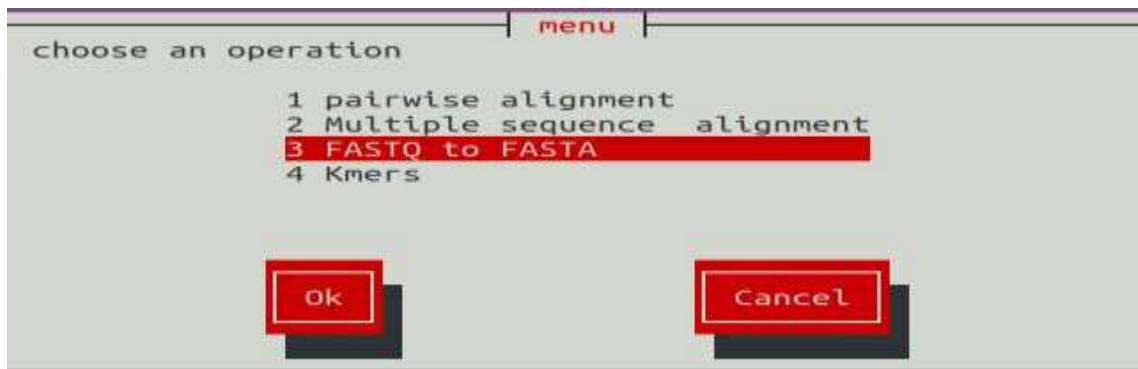 menu
choose an operation
1 pairwise alignment
2 Multiple sequence alignment
3 FASTQ to FASTA
4 Kmers
Ok Cancel